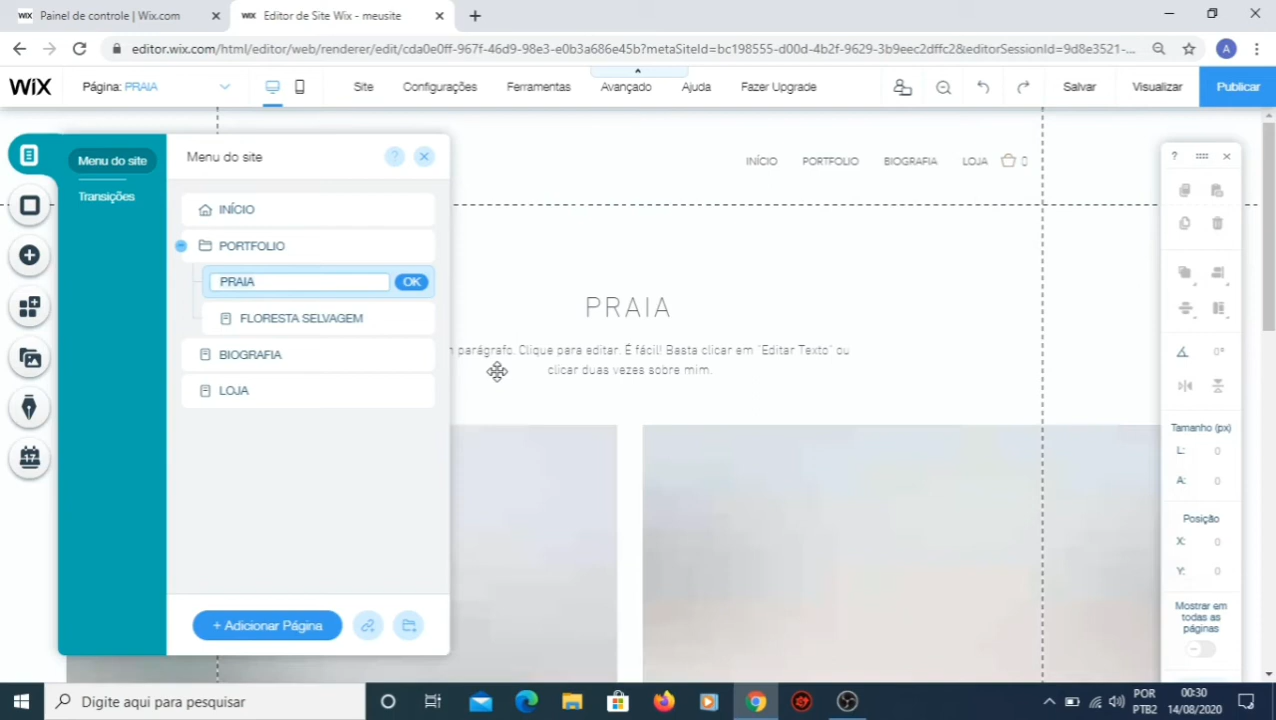 WIX Painel de controle | Wix.com
WIX Editor de Site Wix - meusite
editor.wix.com/html/editor/web/renderer/edit/cda0e0ff-967f-46d9-98e3-e0b3a686e45b?metaSiteId=bc198555-d00d-4b2f-9629-3b9eec2dffc2&editorSessionId=9d8e3521-...
A
WIX
Página: PRAIA
Site
Configurações
Ferramentas
Avançado
Ajuda
Fazer Upgrade
Salvar
Visualizar
Publicar
Menu do site
Transições
Menu do site
?
INÍCIO
PORTFOLIO
PRAIA
OK
FLORESTA SELVAGEM
BIOGRAFIA
LOJA
+ Adicionar Página
17
INÍCIO PORTFOLIO BIOGRAFIA LOJA 0
PRAIA
parágrafo. Clique para editar. É fácil! Basta clicar em "Editar Texto" ou
clicar duas vezes sobre mim.
?
0°
Tamanho (px)
L: 0
A: 0
Posição
X: 0
Y: 0
Mostrar em
todas as
páginas
Digite aqui para pesquisar
POR
PTB2
00:30
14/08/2020